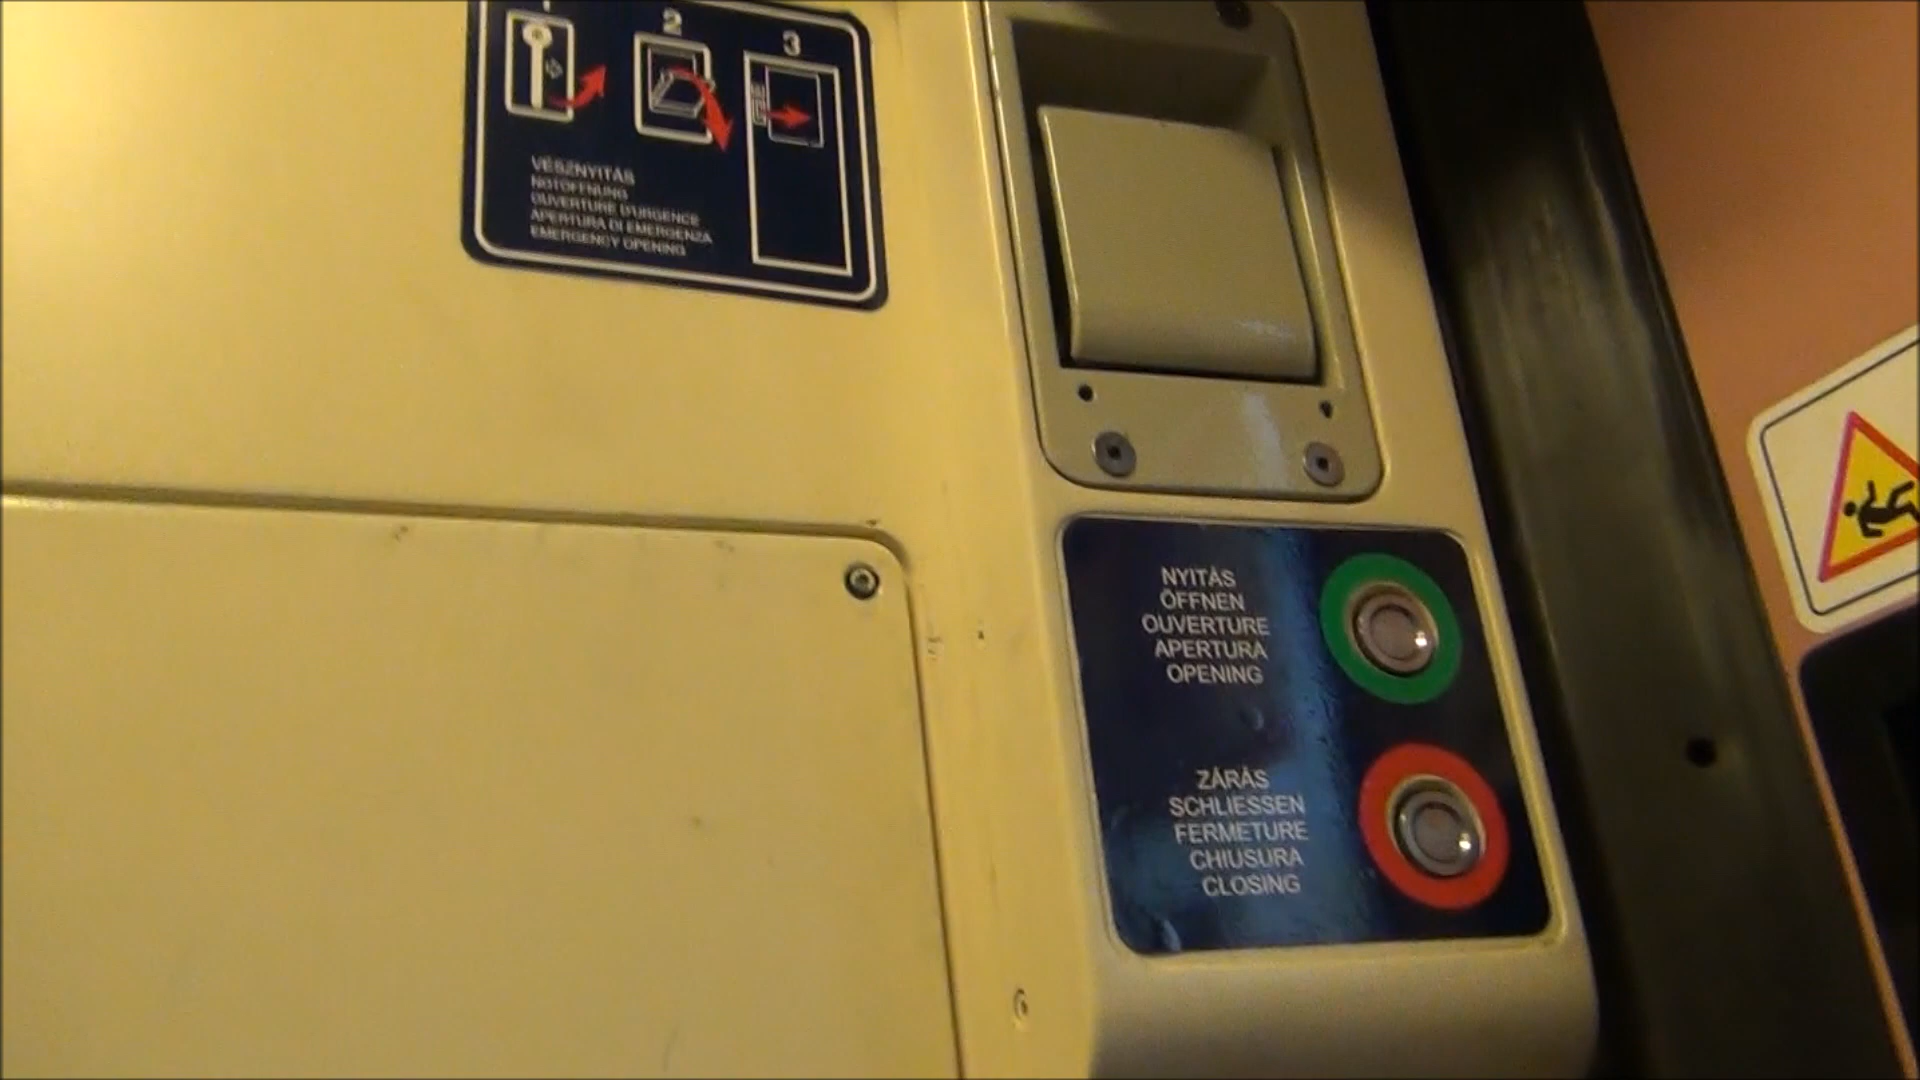 1
2
3
VÉSZNYITÁS
NOTÖFFNUNG
OUVERTURE D'URGENCE
APERTURA DI EMERGENZA
EMERGENCY OPENING
NYITÁS
ÖFFNEN
OUVERTURE
APERTURA
OPENING
ZÁRÁS
SCHLIESSEN
FERMETURE
CHIUSURA
CLOSING